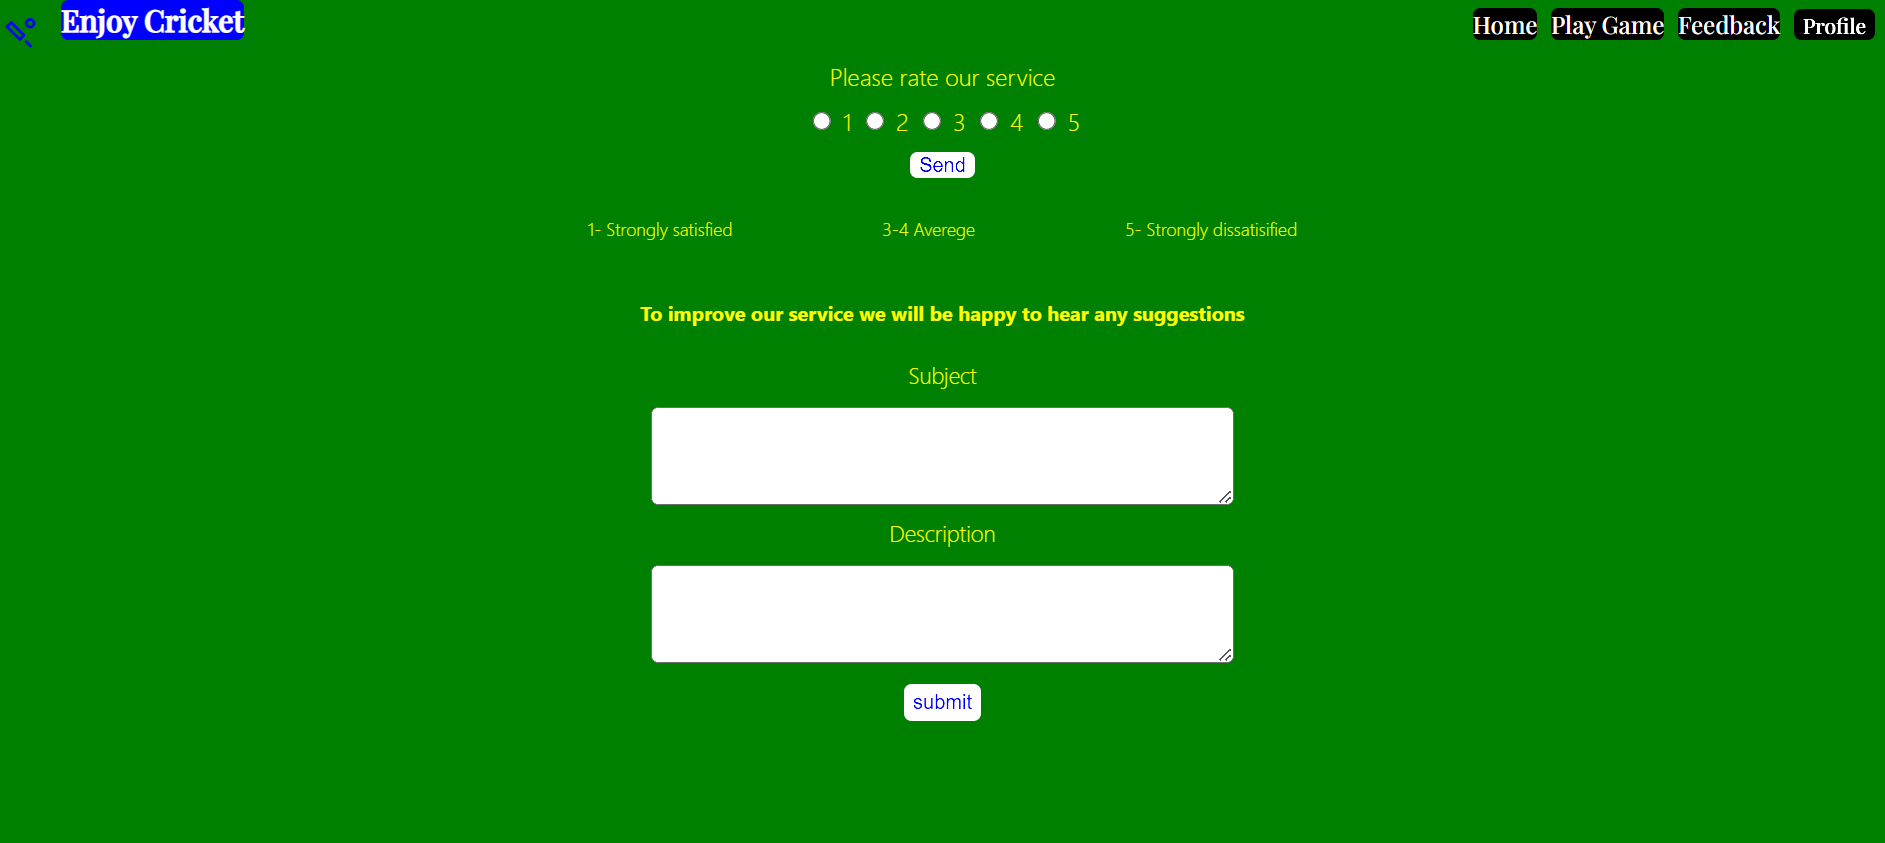 Enjoy Cricket
Home Play Game Feedback Profile
Please rate our service
1 2 3 4 5
Send
1- Strongly satisfied 3-4 Averege 5- Strongly dissatisified
To improve our service we will be happy to hear any suggestions
Subject
Description
submit